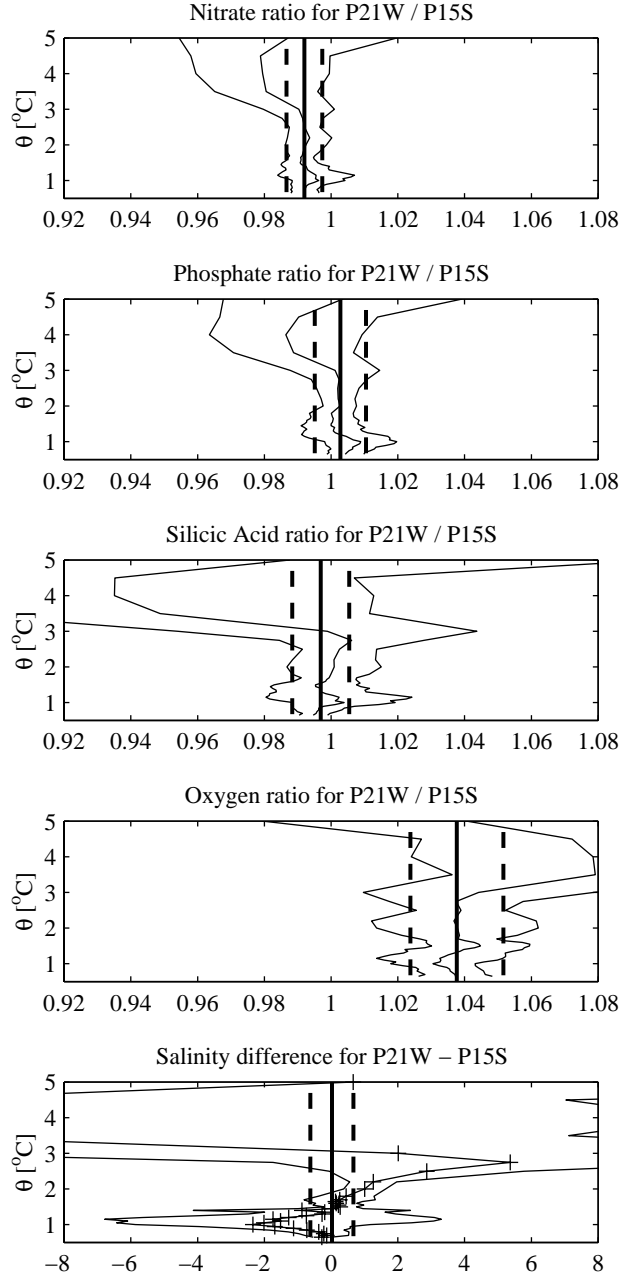 Nitrate ratio for P21W / P15S
5
4
3
2
1
θ [°C]
0.92 0.94 0.96 0.98 1 1.02 1.04 1.06 1.08
Phosphate ratio for P21W / P15S
5
4
3
2
1
θ [°C]
0.92 0.94 0.96 0.98 1 1.02 1.04 1.06 1.08
Silicic Acid ratio for P21W / P15S
5
4
3
2
1
θ [°C]
0.92 0.94 0.96 0.98 1 1.02 1.04 1.06 1.08
Oxygen ratio for P21W / P15S
5
4
3
2
1
θ [°C]
0.92 0.94 0.96 0.98 1 1.02 1.04 1.06 1.08
Salinity difference for P21W − P15S
5
4
3
2
1
θ [°C]
−8 −6 −4 −2 0 2 4 6 8